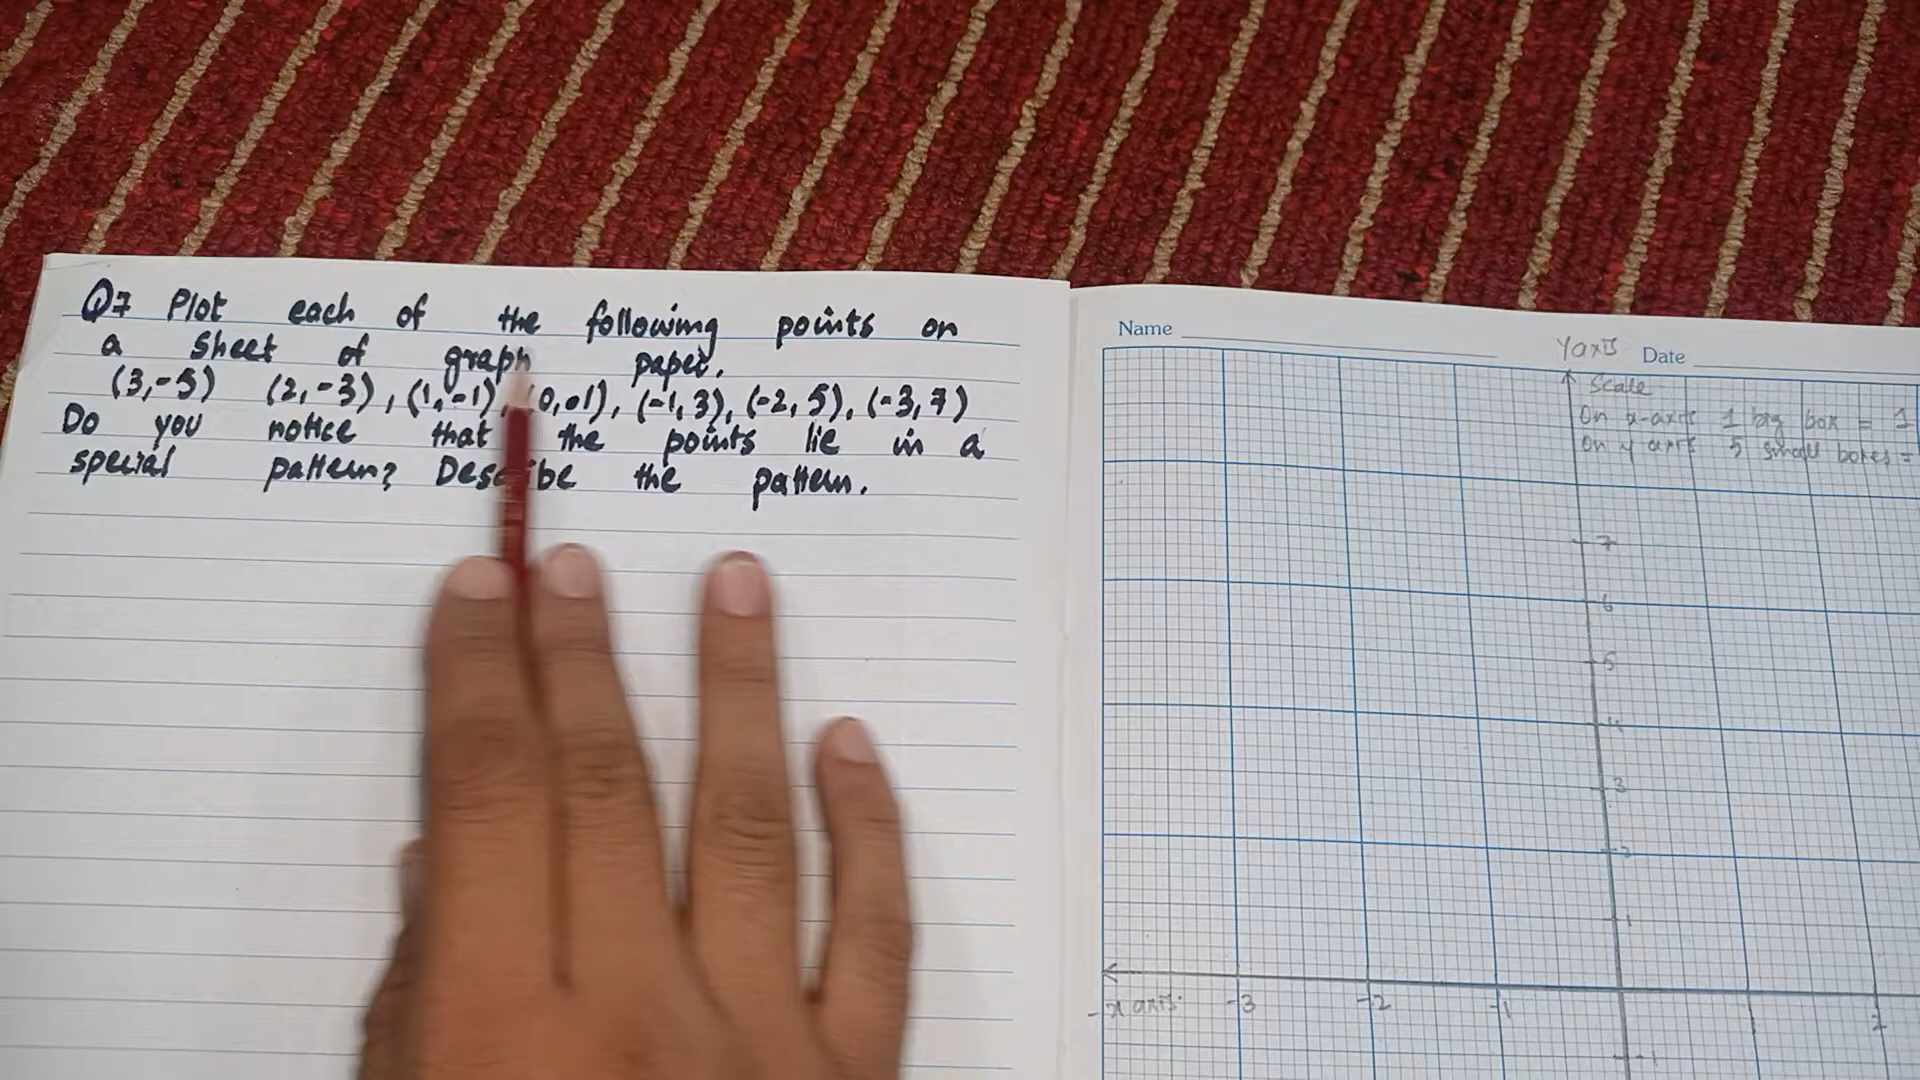 Q7 Plot each of the following points on
a sheet of graph paper.
(3,-5) (2,-3), (1,-1), (0,01), (-1,3), (-2,5), (-3,7)
Do you notice that the points lie in a
special pattern? Describe the pattern.
Name
Y axis
Date
Scale
On x-axis 1 big box = 1
On y axis 5 small boxes =
7
6
5
4
3
2
1
-x axis -3 -2 -1 1 2
-1